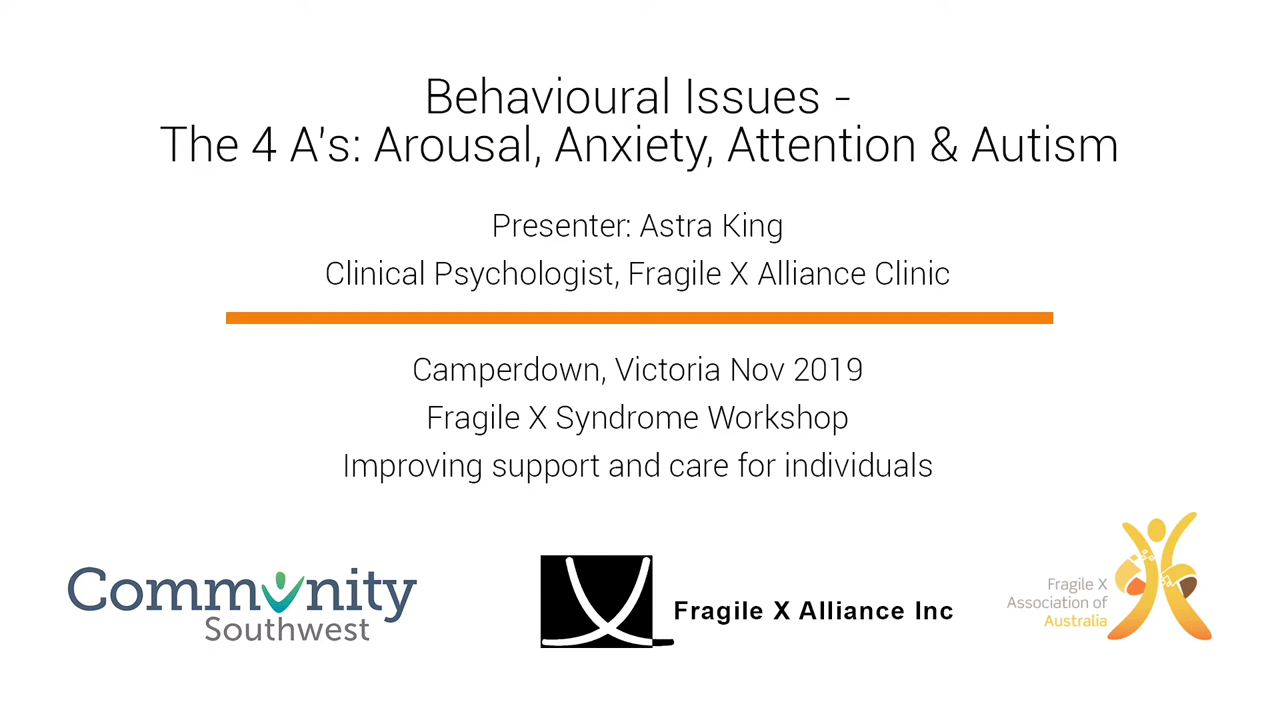 Behavioural Issues -
The 4 A's: Arousal, Anxiety, Attention & Autism
Presenter: Astra King
Clinical Psychologist, Fragile X Alliance Clinic
Camperdown, Victoria Nov 2019
Fragile X Syndrome Workshop
Improving support and care for individuals
Community
Southwest
Fragile X Alliance Inc
Fragile X
Association of
Australia